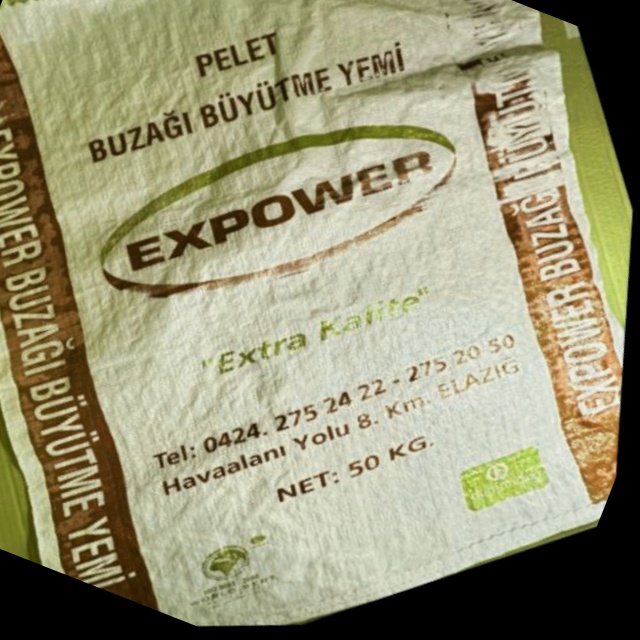 PELET
BUZAĞI BÜYÜTME YEMİ
EXPOWER
"Extra Kalite"
Tel: 0424. 275 24 22 - 275 20 50
Havaalanı Yolu 8. Km. ELAZIĞ
NET: 50 KG.
EXPOWER BUZAĞI BÜYÜTME YEMİ
EXPOWER BUZAĞI